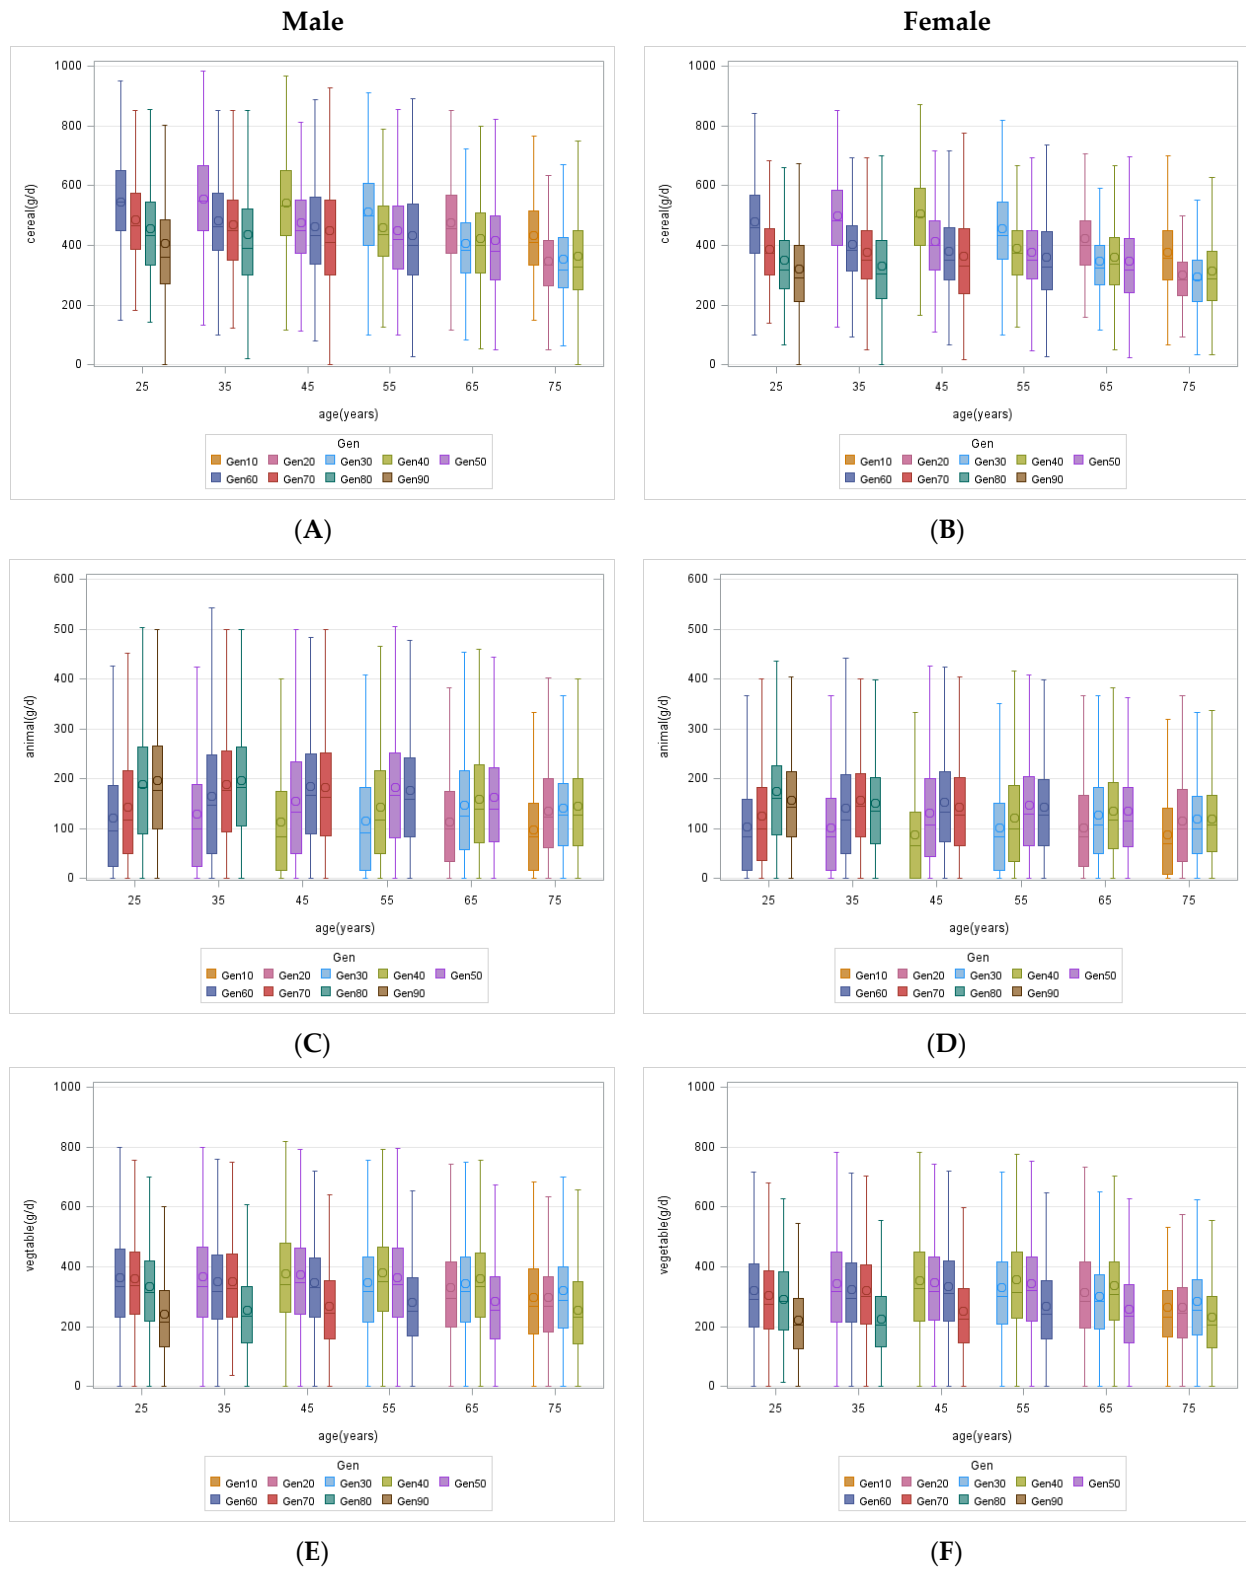 Male
Female
1000
800
600
400
200
0
cereal(g/d)
25 35 45 55 65 75
age(years)
Gen
Gen10 Gen20 Gen30 Gen40 Gen50
Gen60 Gen70 Gen80 Gen90
(A)
1000
800
600
400
200
0
cereal(g/d)
25 35 45 55 65 75
age(years)
Gen
Gen10 Gen20 Gen30 Gen40 Gen50
Gen60 Gen70 Gen80 Gen90
(B)
600
500
400
300
200
100
0
animal(g/d)
25 35 45 55 65 75
age(years)
Gen
Gen10 Gen20 Gen30 Gen40 Gen50
Gen60 Gen70 Gen80 Gen90
(C)
600
500
400
300
200
100
0
animal(g/d)
25 35 45 55 65 75
age(years)
Gen
Gen10 Gen20 Gen30 Gen40 Gen50
Gen60 Gen70 Gen80 Gen90
(D)
1000
800
600
400
200
0
vegtable(g/d)
25 35 45 55 65 75
age(years)
Gen
Gen10 Gen20 Gen30 Gen40 Gen50
Gen60 Gen70 Gen80 Gen90
(E)
1000
800
600
400
200
0
vegetable(g/d)
25 35 45 55 65 75
age(years)
Gen
Gen10 Gen20 Gen30 Gen40 Gen50
Gen60 Gen70 Gen80 Gen90
(F)